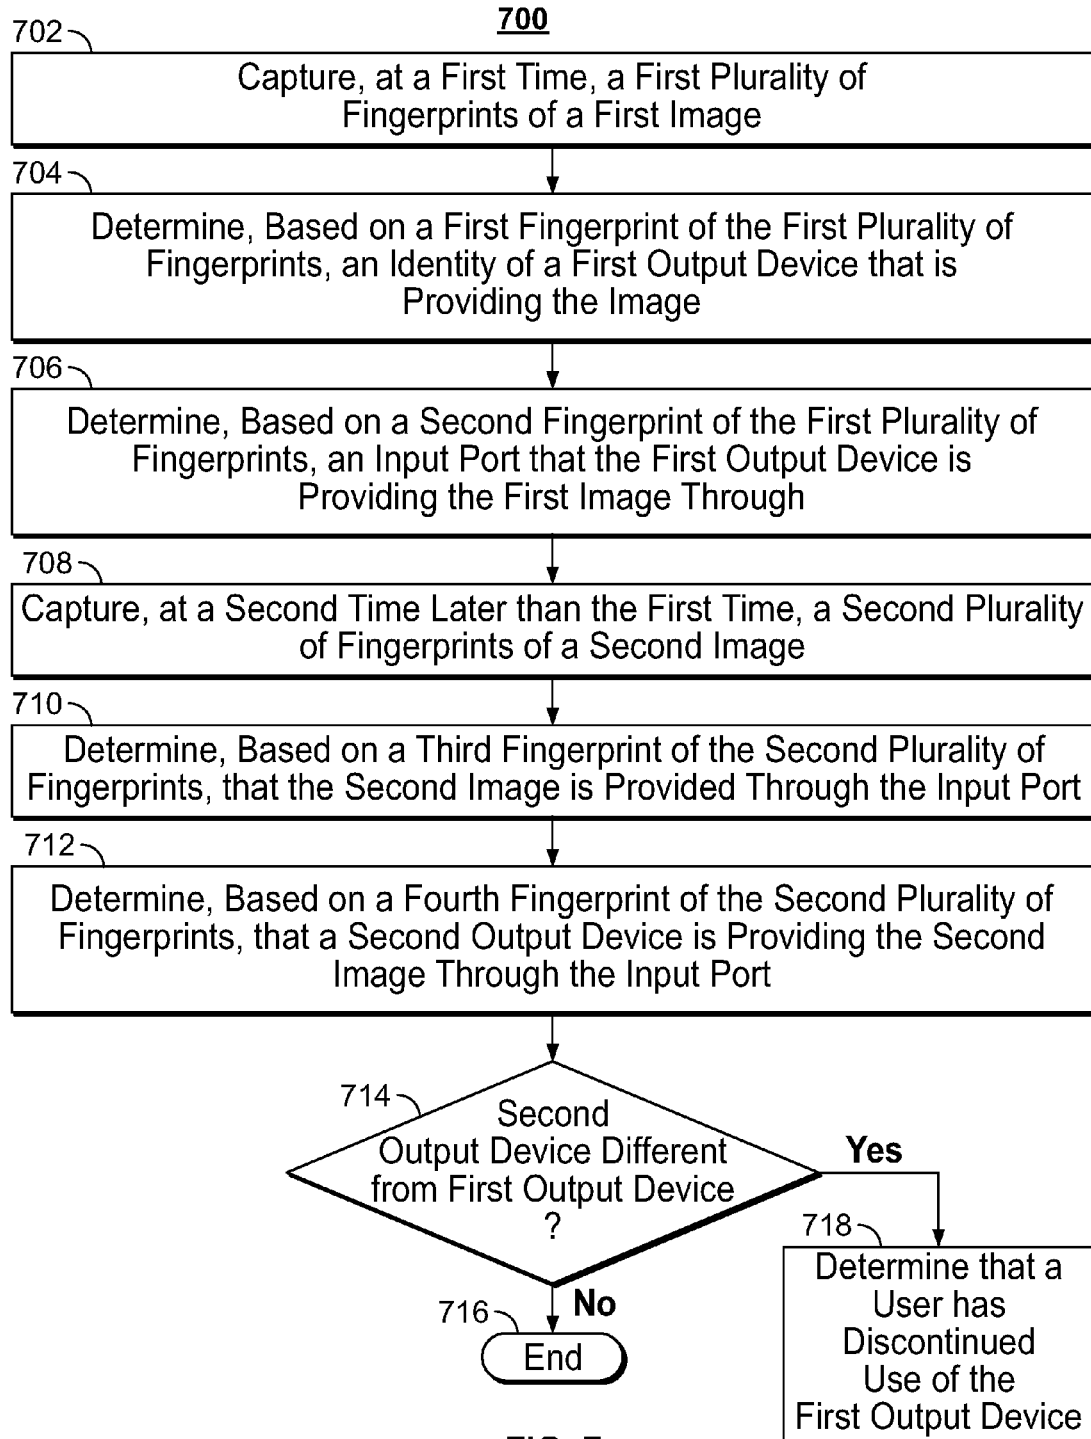 700
702
Capture, at a First Time, a First Plurality of
Fingerprints of a First Image
704
Determine, Based on a First Fingerprint of the First Plurality of
Fingerprints, an Identity of a First Output Device that is
Providing the Image
706
Determine, Based on a Second Fingerprint of the First Plurality of
Fingerprints, an Input Port that the First Output Device is
Providing the First Image Through
708
Capture, at a Second Time Later than the First Time, a Second Plurality
of Fingerprints of a Second Image
710
Determine, Based on a Third Fingerprint of the Second Plurality of
Fingerprints, that the Second Image is Provided Through the Input Port
712
Determine, Based on a Fourth Fingerprint of the Second Plurality of
Fingerprints, that a Second Output Device is Providing the Second
Image Through the Input Port
714
Second
Output Device Different
from First Output Device
?
Yes
No
716
End
718
Determine that a
User has
Discontinued
Use of the
First Output Device